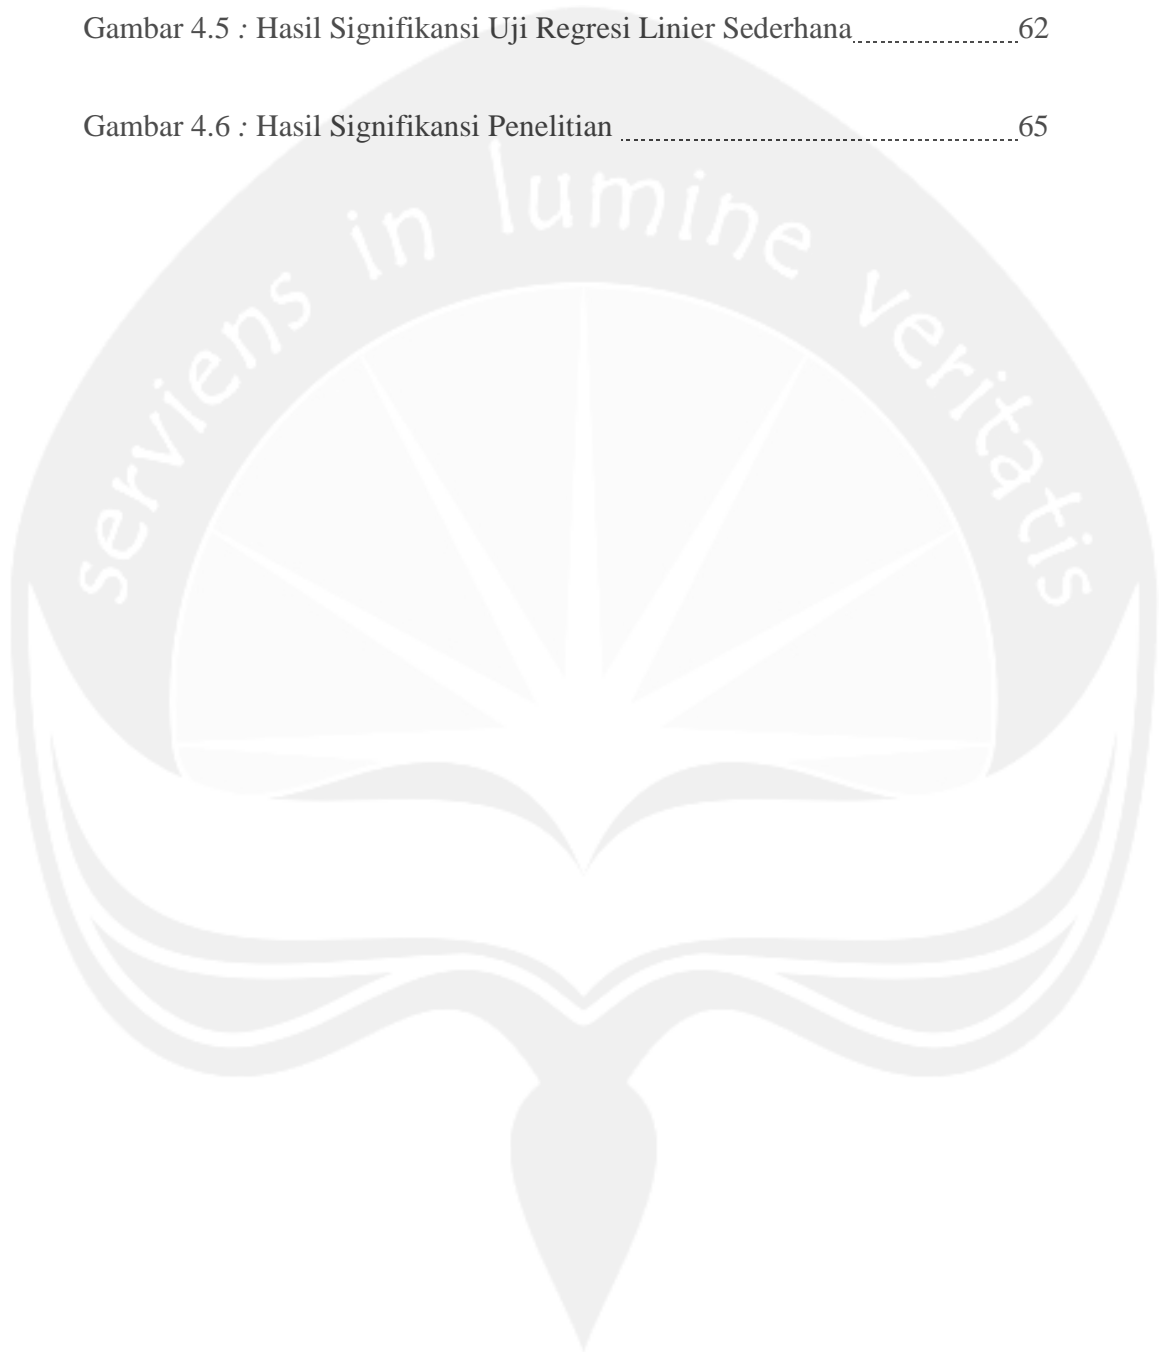 Gambar 4.5 : Hasil Signifikansi Uji Regresi Linier Sederhana 62
Gambar 4.6 : Hasil Signifikansi Penelitian 65
serviens in lumine veritatis